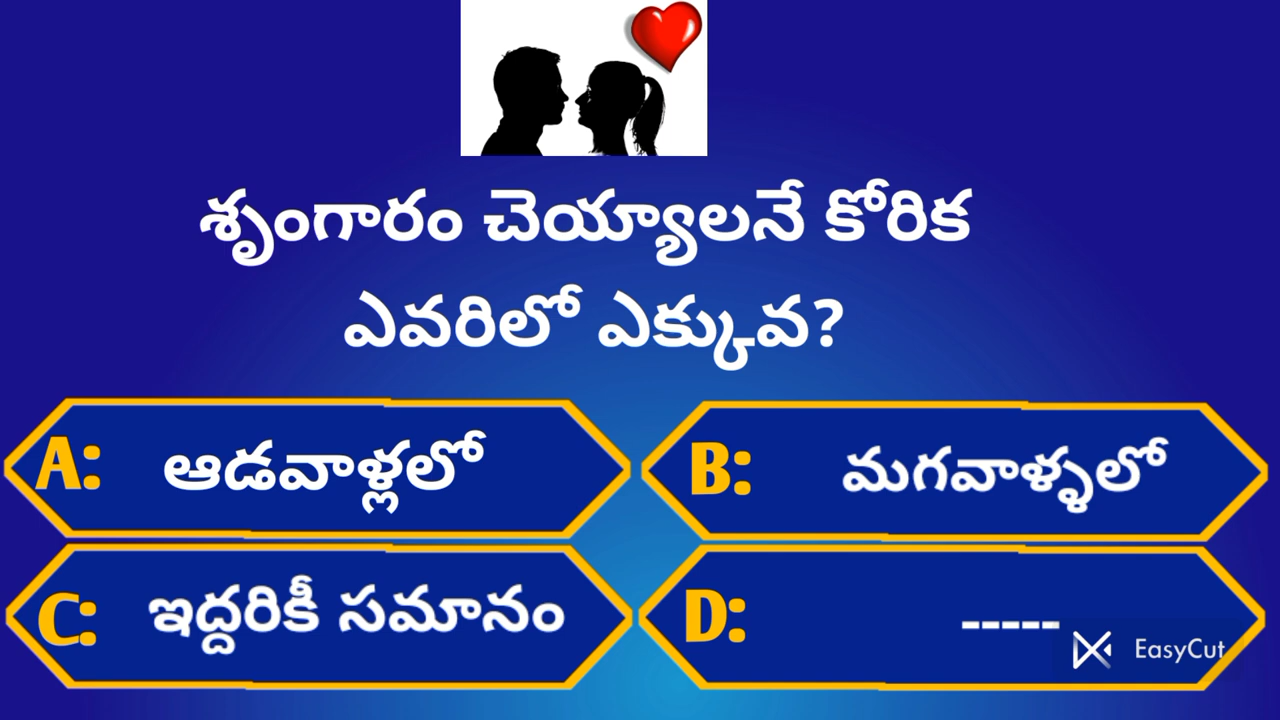 శృంగారం చెయ్యాలనే కోరిక
ఎవరిలో ఎక్కువ?
A: ఆడవాళ్లలో
B: మగవాళ్ళలో
C: ఇద్దరికీ సమానం
D: -----
EasyCut